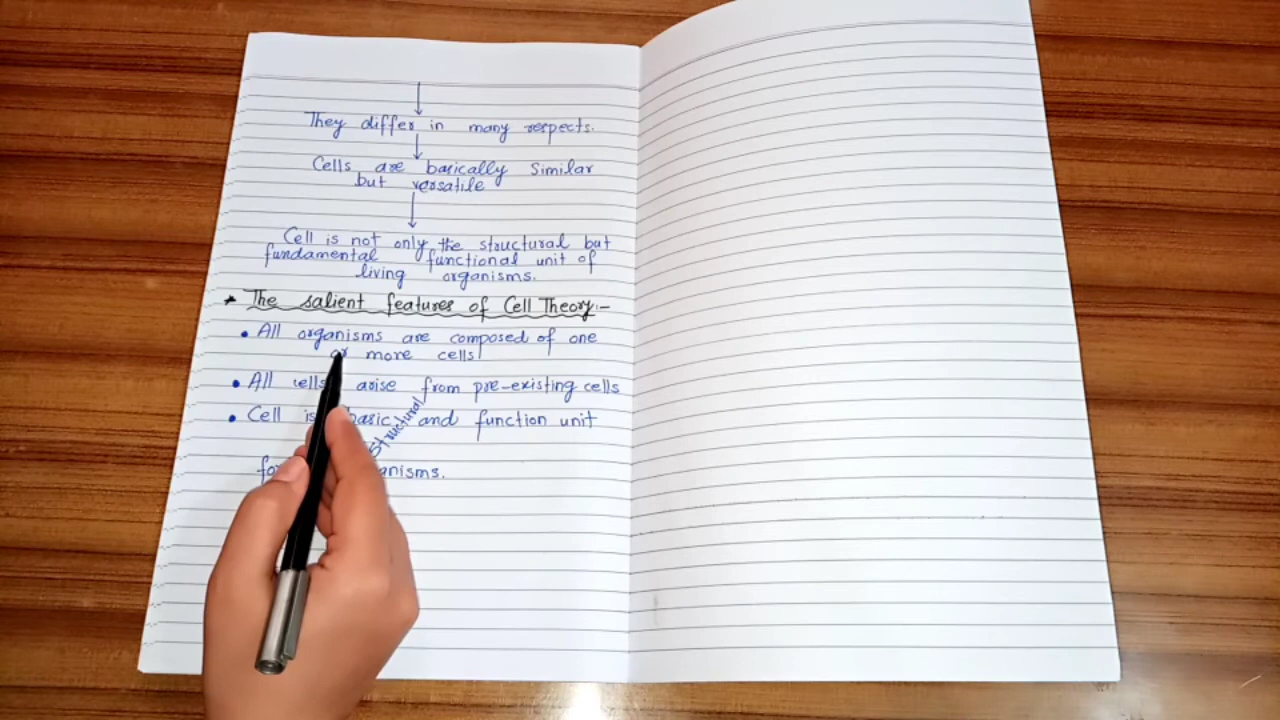 They differ in many respects.
Cells are basically Similar
but versatile
Cell is not only the structural but
fundamental functional unit of
living organisms.
* The salient features of Cell Theory:-
• All organisms are composed of one
or more cells
• All cells arise from pre-existing cells
• Cell is basic and function unit
Structural